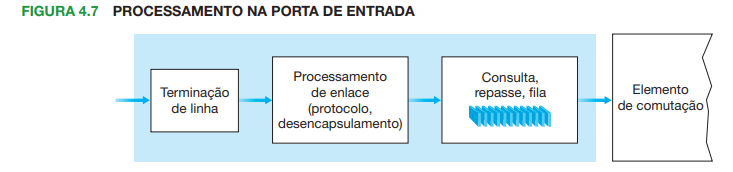 FIGURA 4.7 PROCESSAMENTO NA PORTA DE ENTRADA
Terminação
de linha
Processamento
de enlace
(protocolo,
desencapsulamento)
Consulta,
repasse, fila
Elemento
de comutação